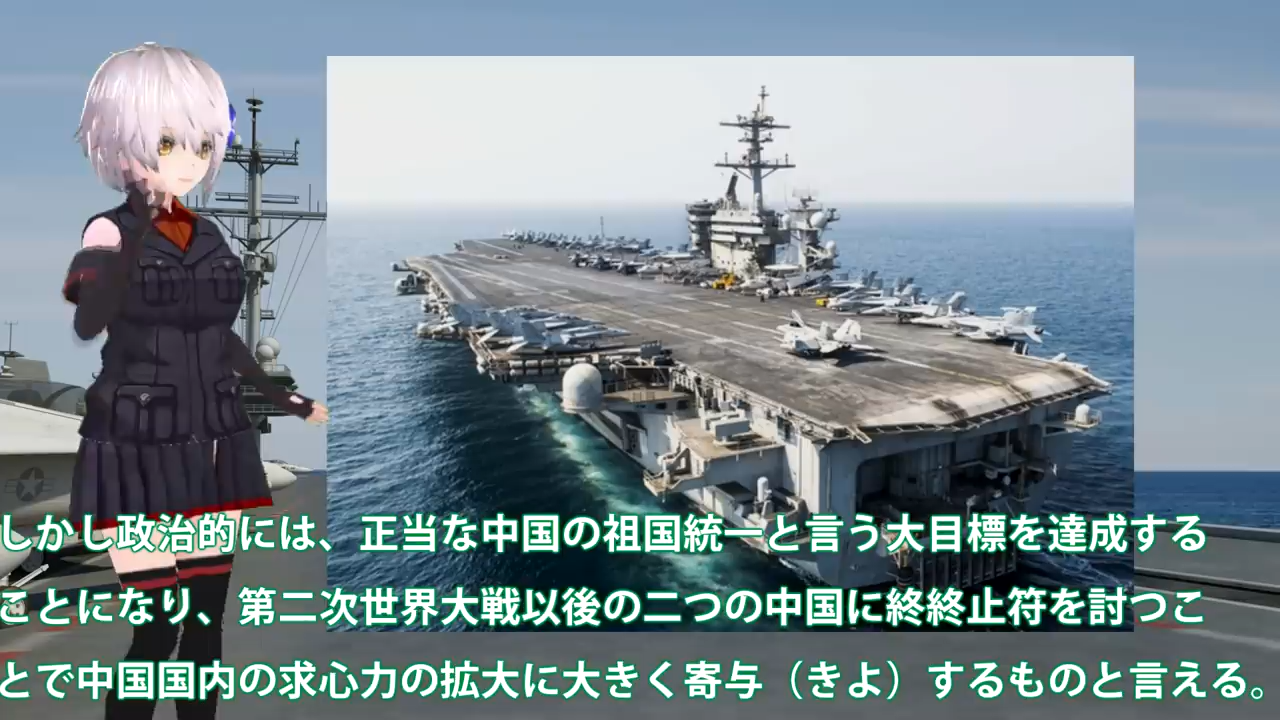 しかし政治的には、正当な中国の祖国統一と言う大目標を達成する
ことになり、第二次世界大戦以後の二つの中国に終終止符を討つこ
とで中国国内の求心力の拡大に大きく寄与（きよ）するものと言える。